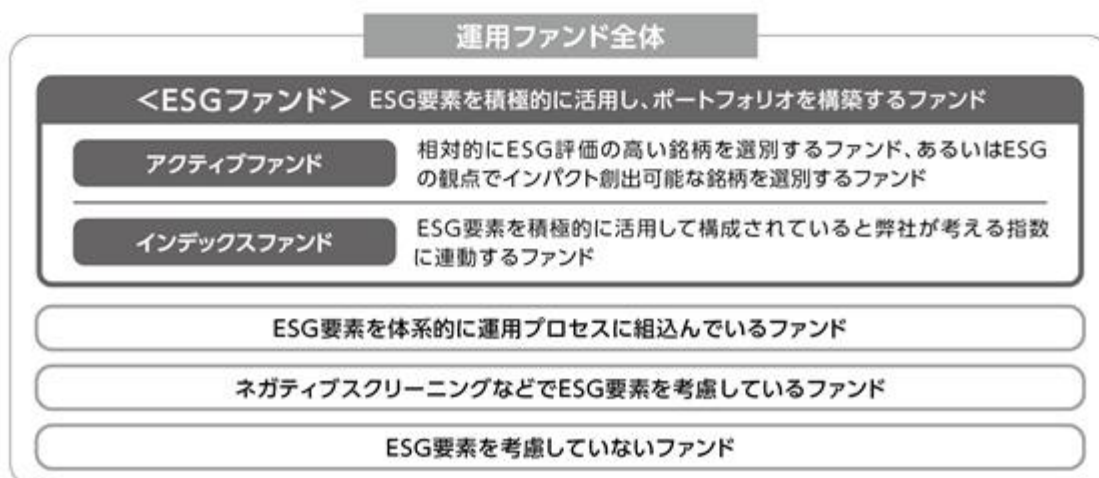 運用ファンド全体
<ESGファンド> ESG要素を積極的に活用し、ポートフォリオを構築するファンド
アクティブファンド
相対的にESG評価の高い銘柄を選別するファンド、あるいはESG
の観点でインパクト創出可能な銘柄を選別するファンド
インデックスファンド
ESG要素を積極的に活用して構成されていると弊社が考える指数
に連動するファンド
ESG要素を体系的に運用プロセスに組込んでいるファンド
ネガティブスクリーニングなどでESG要素を考慮しているファンド
ESG要素を考慮していないファンド